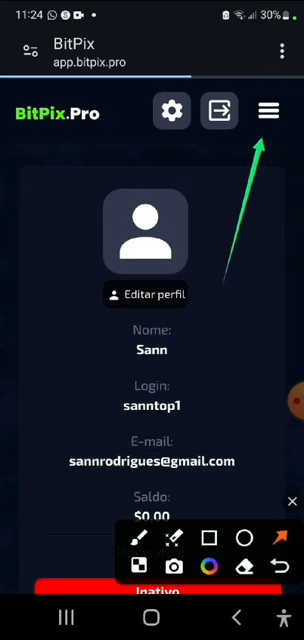 11:24
30%
BitPix
app.bitpix.pro
BitPix.Pro
Editar perfil
Nome:
Sann
Login:
sanntop1
E-mail:
sannrodrigues@gmail.com
Saldo:
$0.00
Inativo